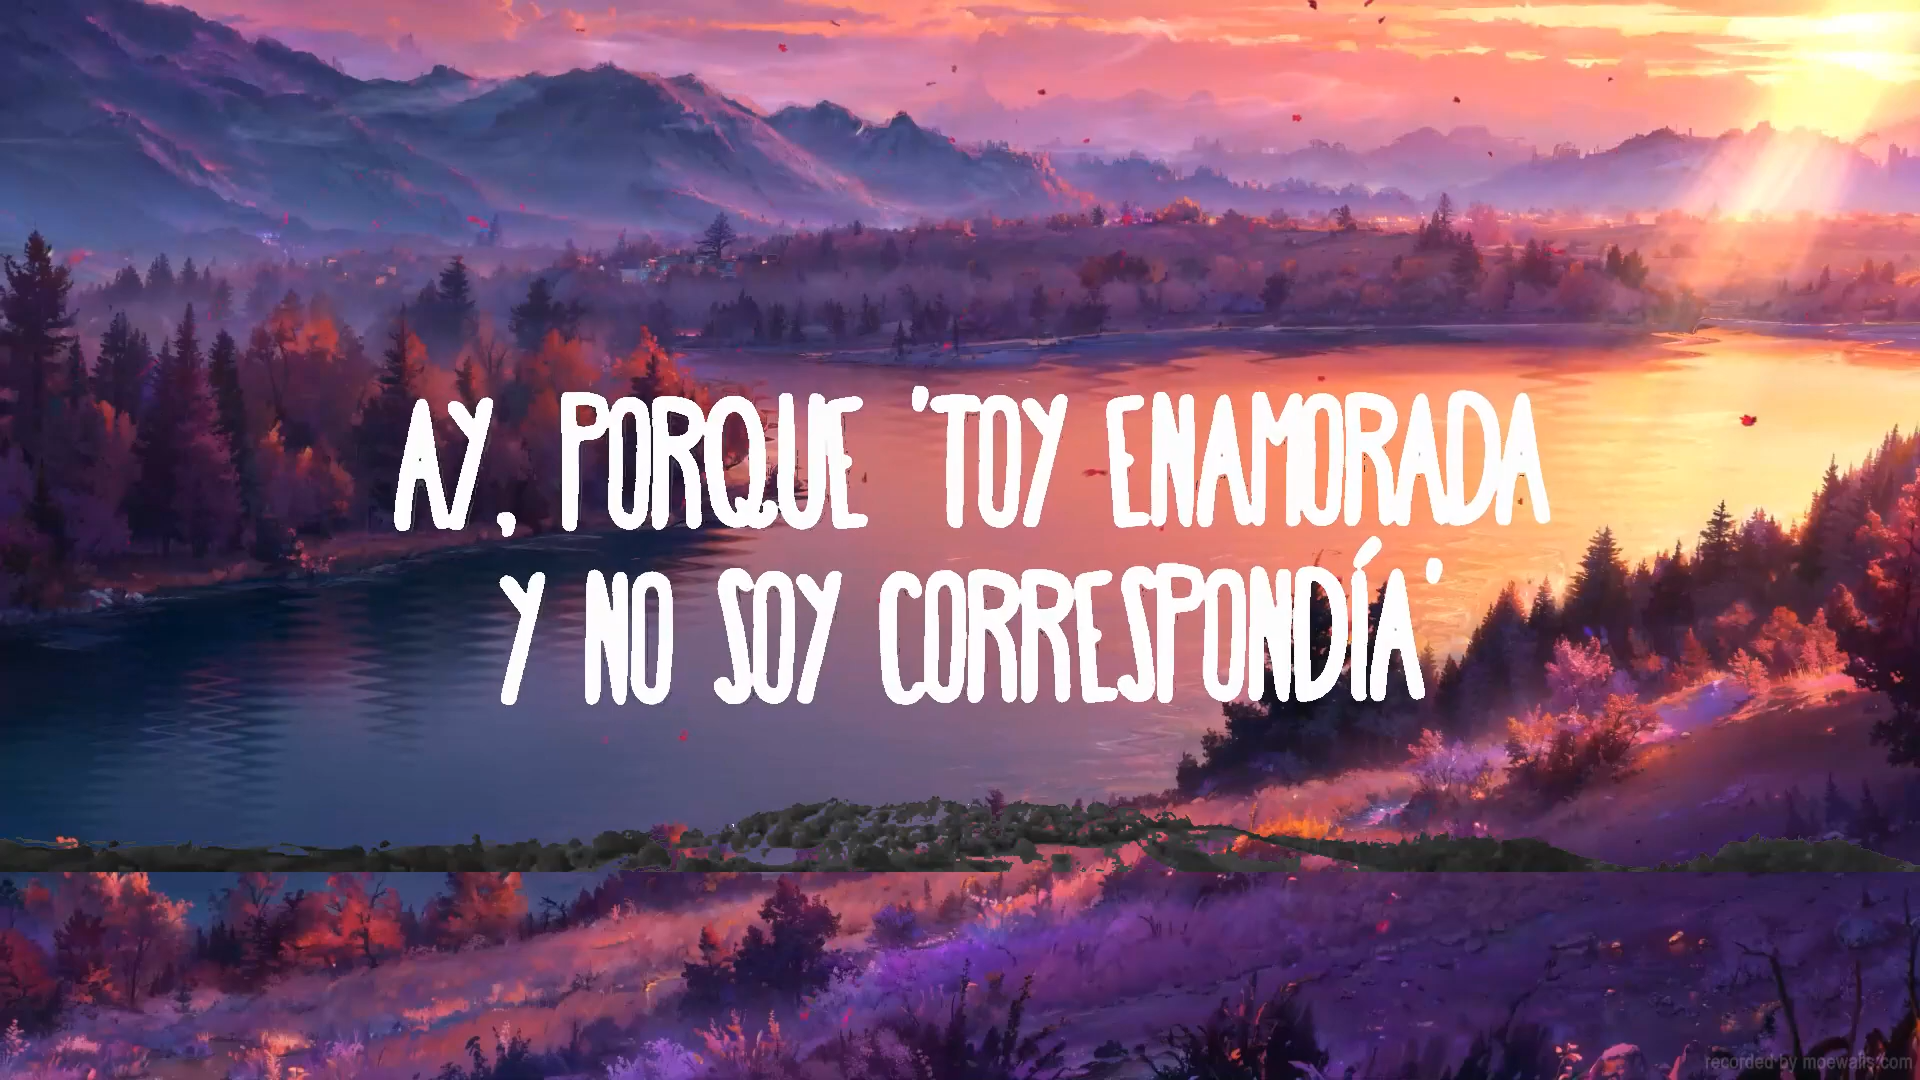 AY, PORQUE 'TOY ENAMORADA
Y NO SOY CORRESPONDÍA'
recorded by moewalls.com